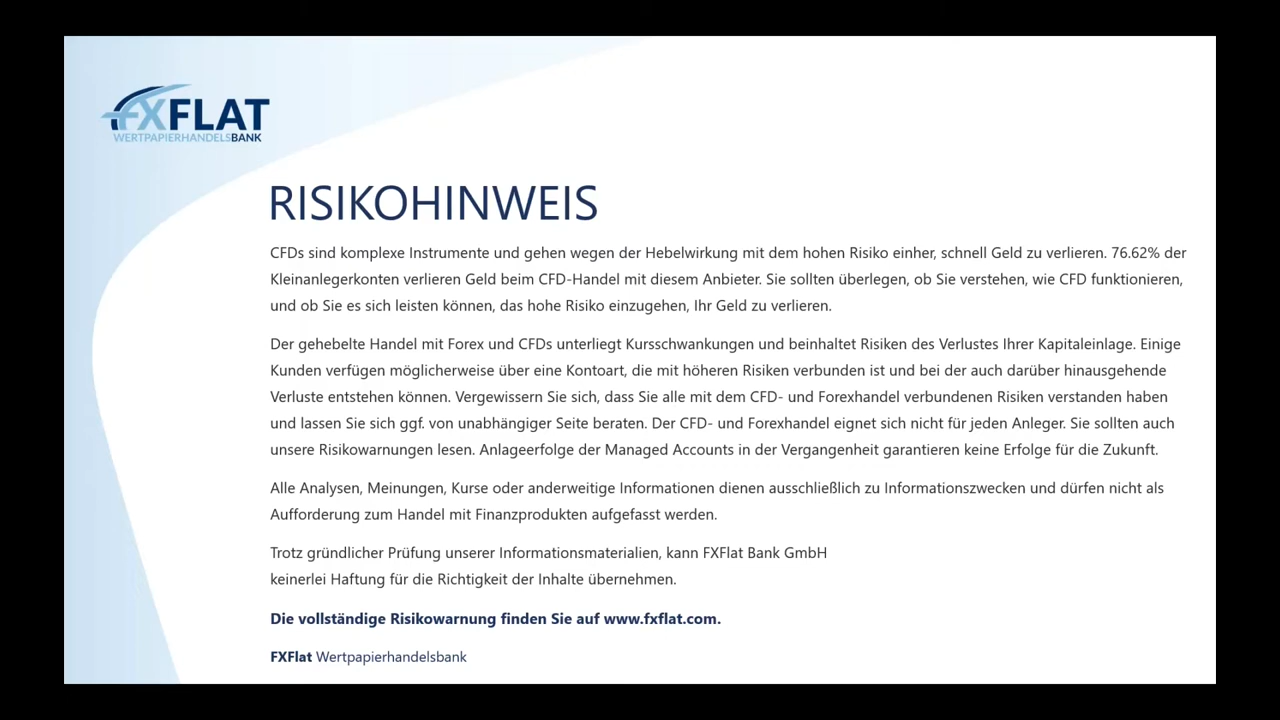 FXFLAT
WERTPAPIERHANDELSBANK
RISIKOHINWEIS
CFDs sind komplexe Instrumente und gehen wegen der Hebelwirkung mit dem hohen Risiko einher, schnell Geld zu verlieren. 76.62% der
Kleinanlegerkonten verlieren Geld beim CFD-Handel mit diesem Anbieter. Sie sollten überlegen, ob Sie verstehen, wie CFD funktionieren,
und ob Sie es sich leisten können, das hohe Risiko einzugehen, Ihr Geld zu verlieren.
Der gehebelte Handel mit Forex und CFDs unterliegt Kursschwankungen und beinhaltet Risiken des Verlustes Ihrer Kapitaleinlage. Einige
Kunden verfügen möglicherweise über eine Kontoart, die mit höheren Risiken verbunden ist und bei der auch darüber hinausgehende
Verluste entstehen können. Vergewissern Sie sich, dass Sie alle mit dem CFD- und Forexhandel verbundenen Risiken verstanden haben
und lassen Sie sich ggf. von unabhängiger Seite beraten. Der CFD- und Forexhandel eignet sich nicht für jeden Anleger. Sie sollten auch
unsere Risikowarnungen lesen. Anlageerfolge der Managed Accounts in der Vergangenheit garantieren keine Erfolge für die Zukunft.
Alle Analysen, Meinungen, Kurse oder anderweitige Informationen dienen ausschließlich zu Informationszwecken und dürfen nicht als
Aufforderung zum Handel mit Finanzprodukten aufgefasst werden.
Trotz gründlicher Prüfung unserer Informationsmaterialien, kann FXFlat Bank GmbH
keinerlei Haftung für die Richtigkeit der Inhalte übernehmen.
Die vollständige Risikowarnung finden Sie auf www.fxflat.com.
FXFlat Wertpapierhandelsbank